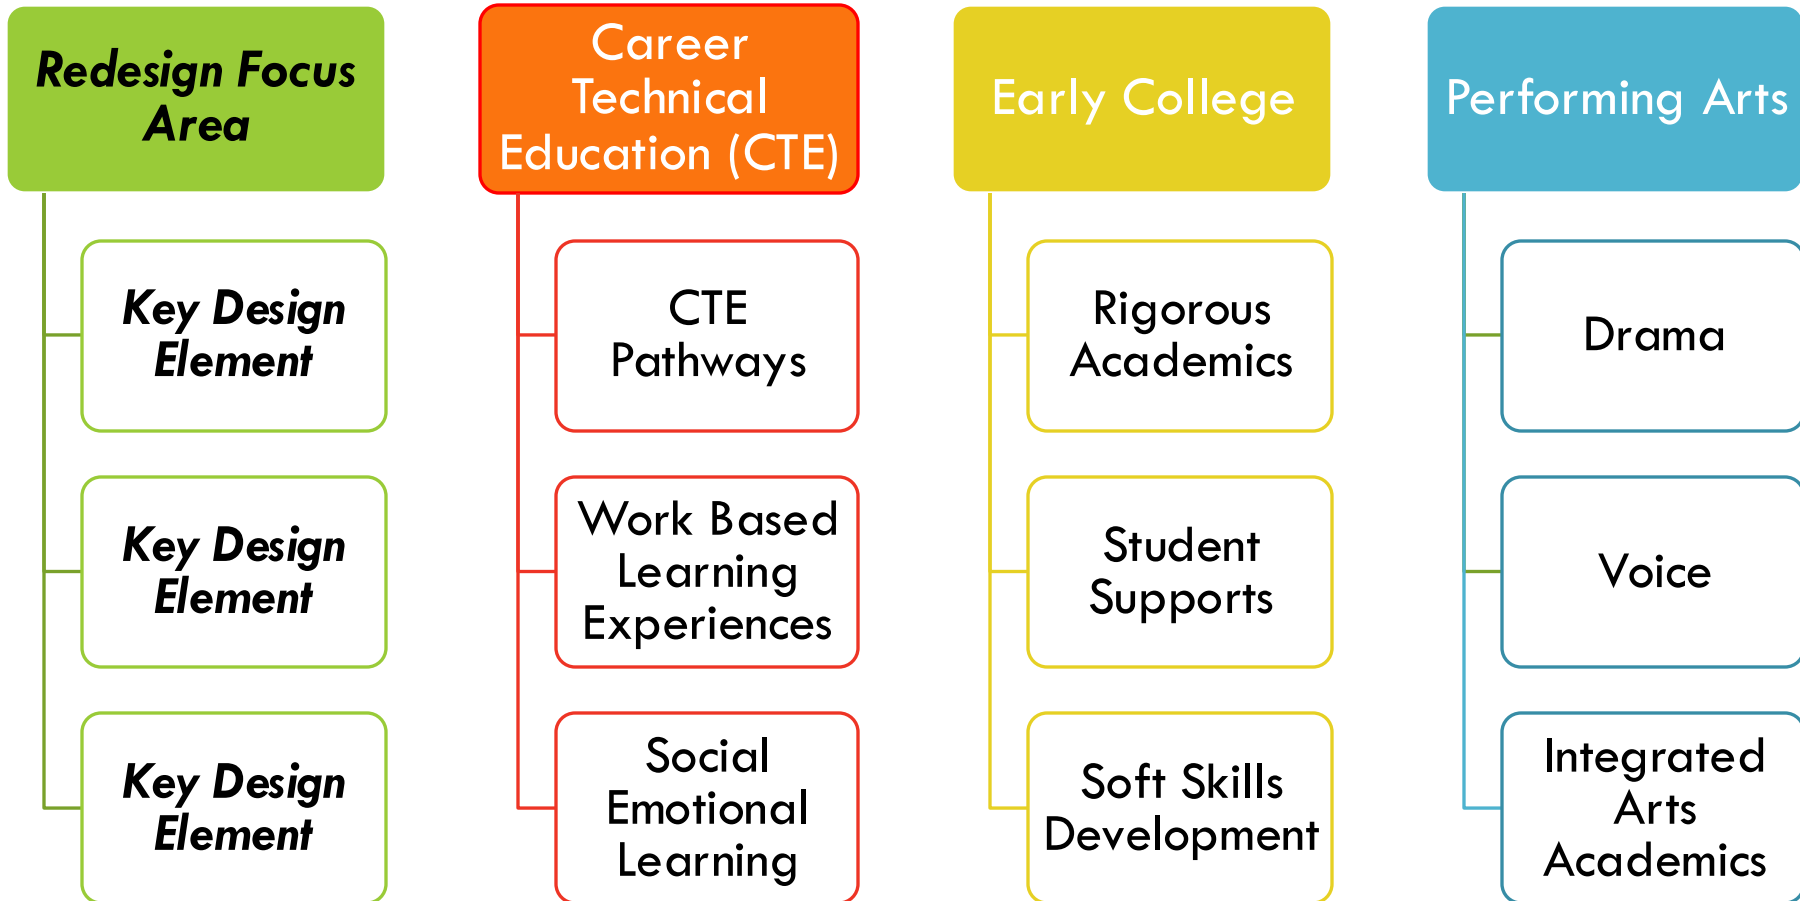 Redesign Focus
Area
Key Design
Element
Key Design
Element
Key Design
Element
Career
Technical
Education (CTE)
CTE
Pathways
Work Based
Learning
Experiences
Social
Emotional
Learning
Early College
Rigorous
Academics
Student
Supports
Soft Skills
Development
Performing Arts
Drama
Voice
Integrated
Arts
Academics